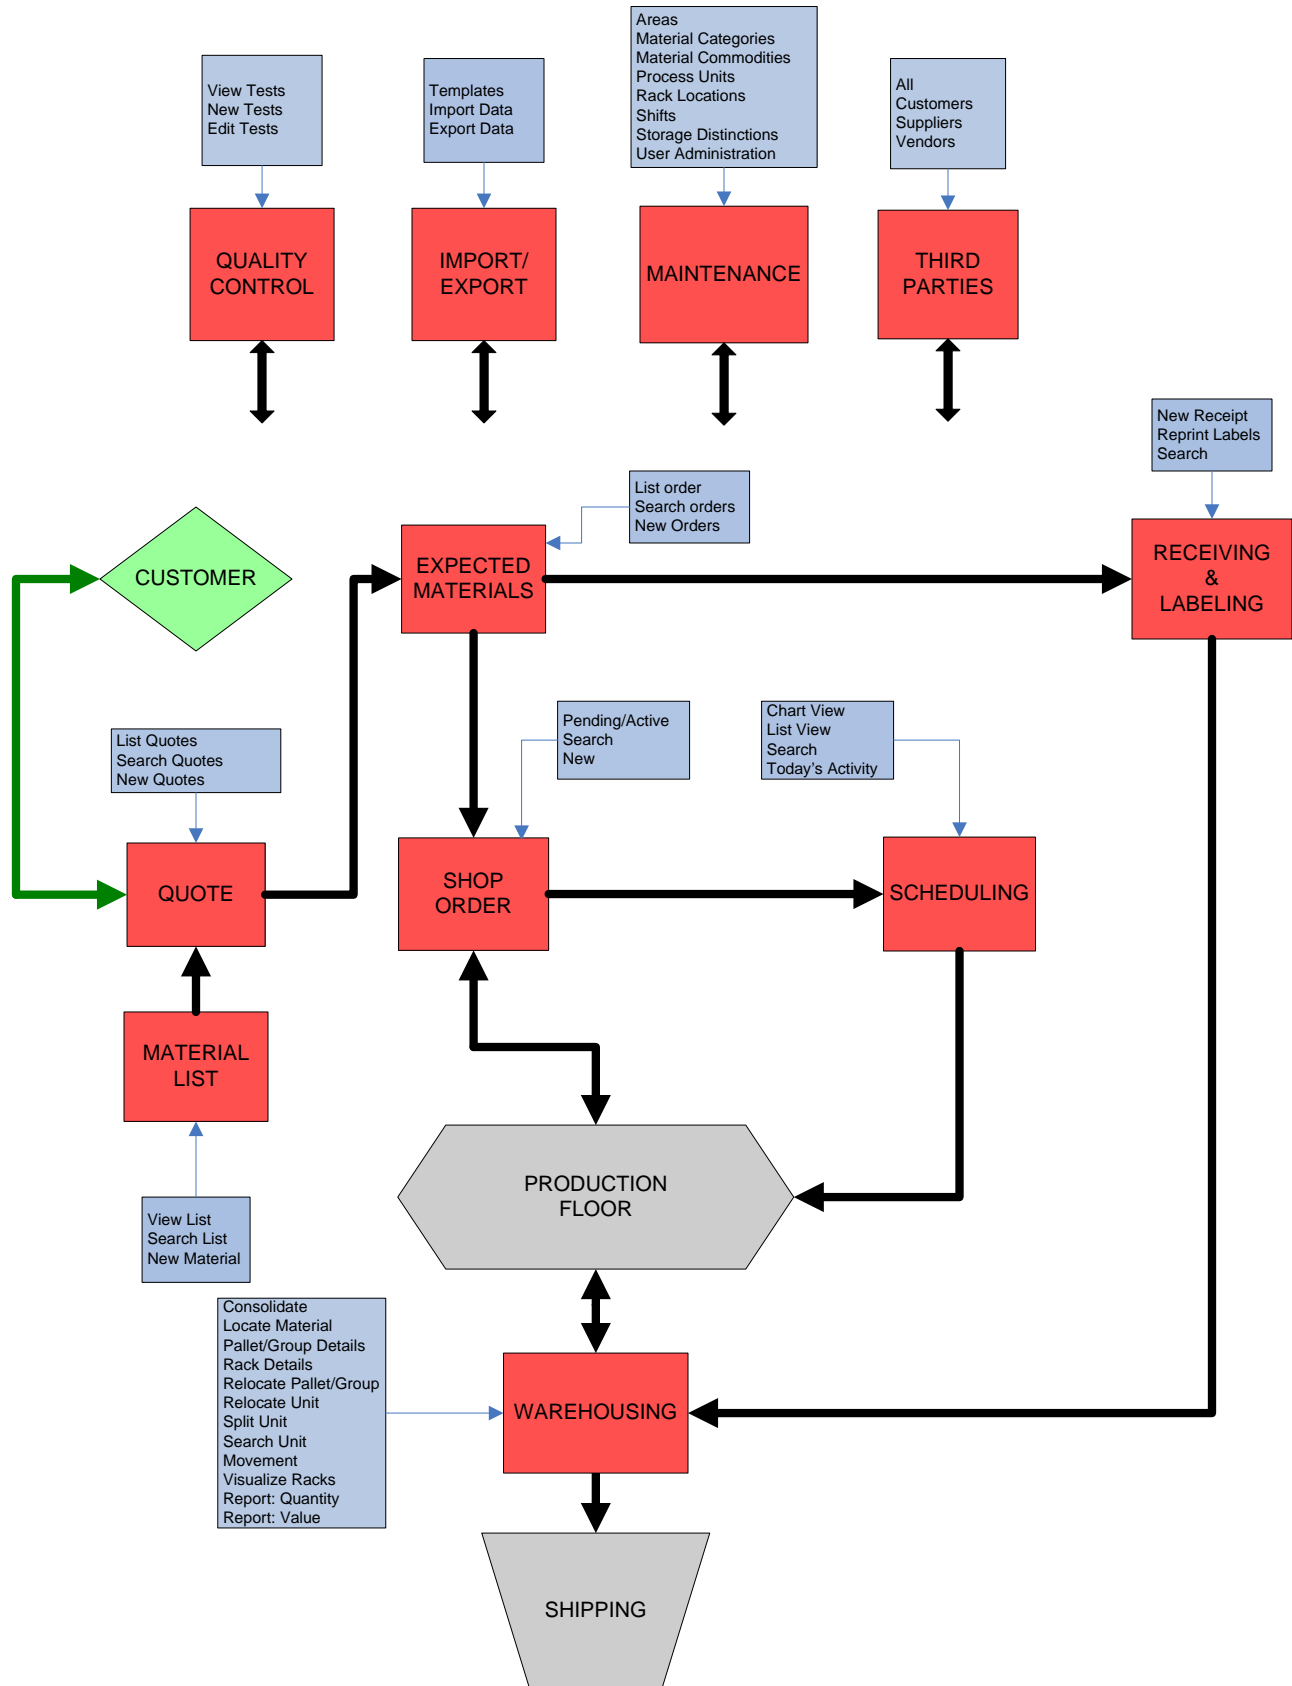 Areas
Material Categories
Material Commodities
Process Units
Rack Locations
Shifts
Storage Distinctions
User Administration
View Tests
New Tests
Edit Tests
Templates
Import Data
Export Data
All
Customers
Suppliers
Vendors
QUALITY
CONTROL
IMPORT/
EXPORT
MAINTENANCE
THIRD
PARTIES
New Receipt
Reprint Labels
Search
List order
Search orders
New Orders
CUSTOMER
EXPECTED
MATERIALS
RECEIVING
&
LABELING
List Quotes
Search Quotes
New Quotes
Pending/Active
Search
New
Chart View
List View
Search
Today's Activity
QUOTE
SHOP
ORDER
SCHEDULING
MATERIAL
LIST
View List
Search List
New Material
PRODUCTION
FLOOR
Consolidate
Locate Material
Pallet/Group Details
Rack Details
Relocate Pallet/Group
Relocate Unit
Split Unit
Search Unit
Movement
Visualize Racks
Report: Quantity
Report: Value
WAREHOUSING
SHIPPING